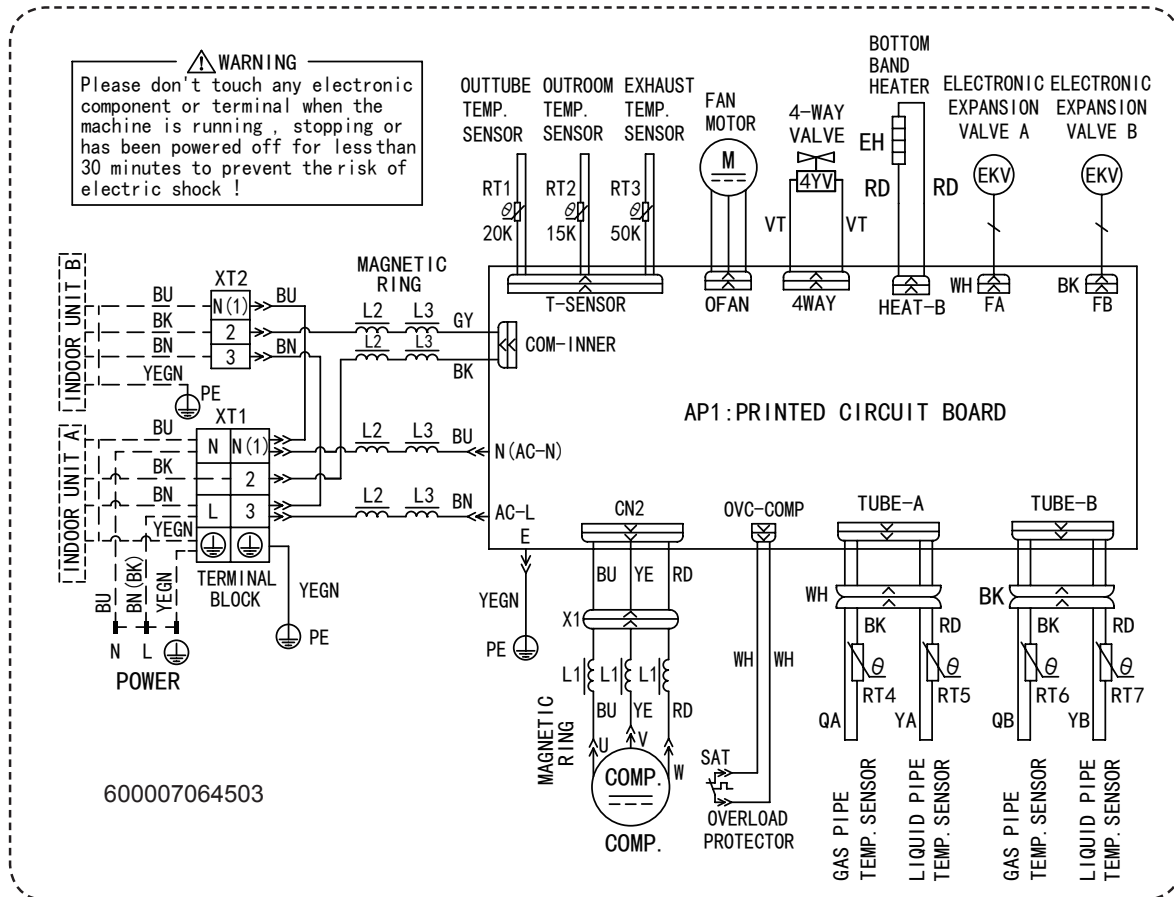 WARNING
Please don't touch any electronic
component or terminal when the
machine is running , stopping or
has been powered off for less than
30 minutes to prevent the risk of
electric shock !
OUTTUBE
TEMP.
SENSOR
OUTROOM
TEMP.
SENSOR
EXHAUST
TEMP.
SENSOR
FAN
MOTOR
4-WAY
VALVE
BOTTOM
BAND
HEATER
ELECTRONIC
EXPANSION
VALVE A
ELECTRONIC
EXPANSION
VALVE B
RT1
θ
20K
RT2
θ
15K
RT3
θ
50K
M
4YV
VT
VT
EH
RD
RD
EKV
EKV
T-SENSOR
OFAN
4WAY
HEAT-B
WH
FA
BK
FB
INDOOR UNIT B
BU
BK
BN
YEGN
PE
XT2
N(1)
2
3
BU
BN
MAGNETIC
RING
L2
L3
GY
L2
L3
BK
COM-INNER
AP1:PRINTED CIRCUIT BOARD
INDOOR UNIT A
BU
BK
BN
YEGN
XT1
N
N(1)
2
L
3
TERMINAL
BLOCK
L2
L3
BU
N(AC-N)
L2
L3
BN
AC-L
E
YEGN
PE
YEGN
PE
BU
BN(BK)
YEGN
N
L
POWER
CN2
BU
YE
RD
X1
L1
L1
L1
MAGNETIC
RING
BU
YE
RD
U
V
W
COMP.
COMP.
OVC-COMP
WH
WH
SAT
OVERLOAD
PROTECTOR
TUBE-A
WH
BK
RD
θ
RT4
θ
RT5
QA
YA
GAS PIPE
TEMP. SENSOR
LIQUID PIPE
TEMP. SENSOR
TUBE-B
BK
BK
RD
θ
RT6
θ
RT7
QB
YB
GAS PIPE
TEMP. SENSOR
LIQUID PIPE
TEMP. SENSOR
600007064503